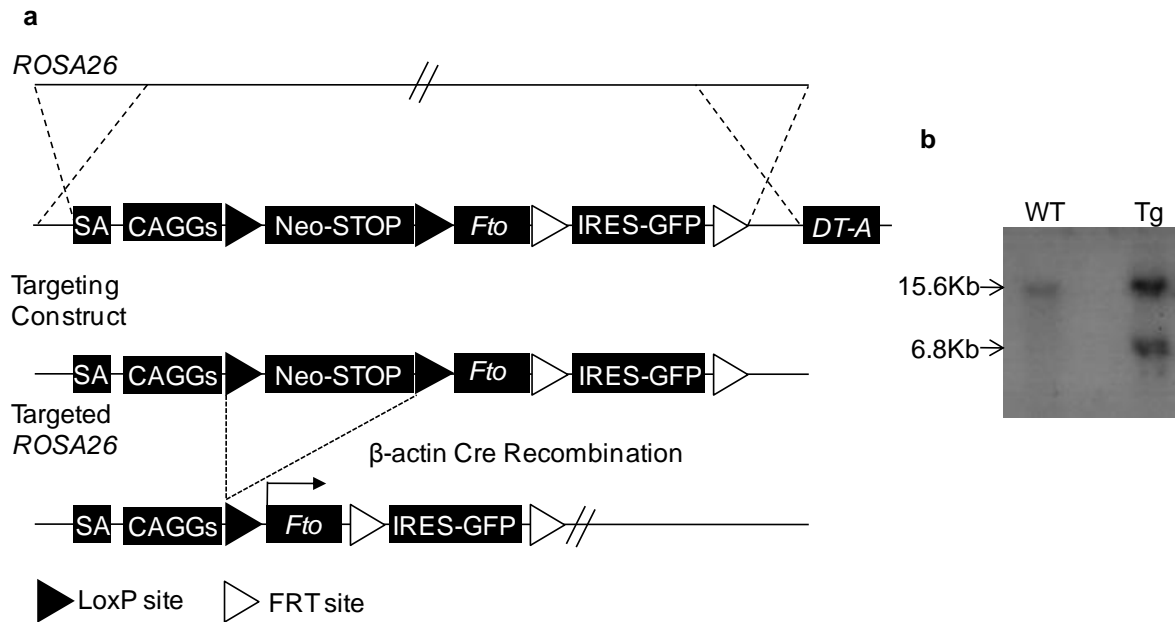 a
ROSA26
SA CAGGs Neo-STOP Fto IRES-GFP DT-A
Targeting
Construct
SA CAGGs Neo-STOP Fto IRES-GFP
Targeted
ROSA26
β-actin Cre Recombination
SA CAGGs Fto IRES-GFP
LoxP site FRT site
b
WT Tg
15.6Kb
6.8Kb